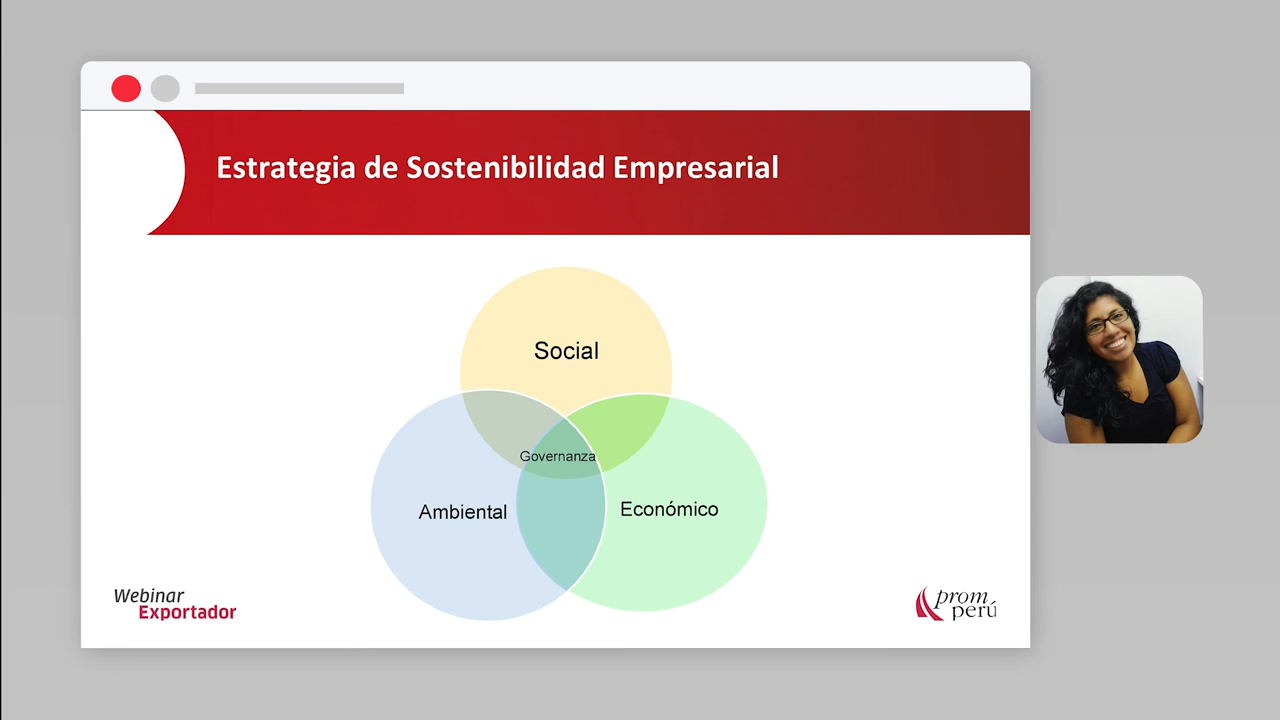 Estrategia de Sostenibilidad Empresarial
Social
Governanza
Ambiental
Económico
Webinar
Exportador
prom
perú